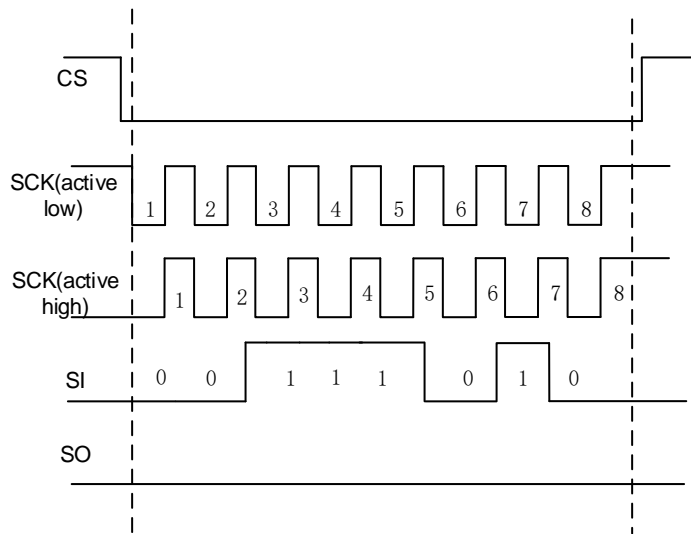 CS
SCK(active
low)
1 2 3 4 5 6 7 8
SCK(active
high)
1 2 3 4 5 6 7 8
SI
0 0 1 1 1 0 1 0
SO